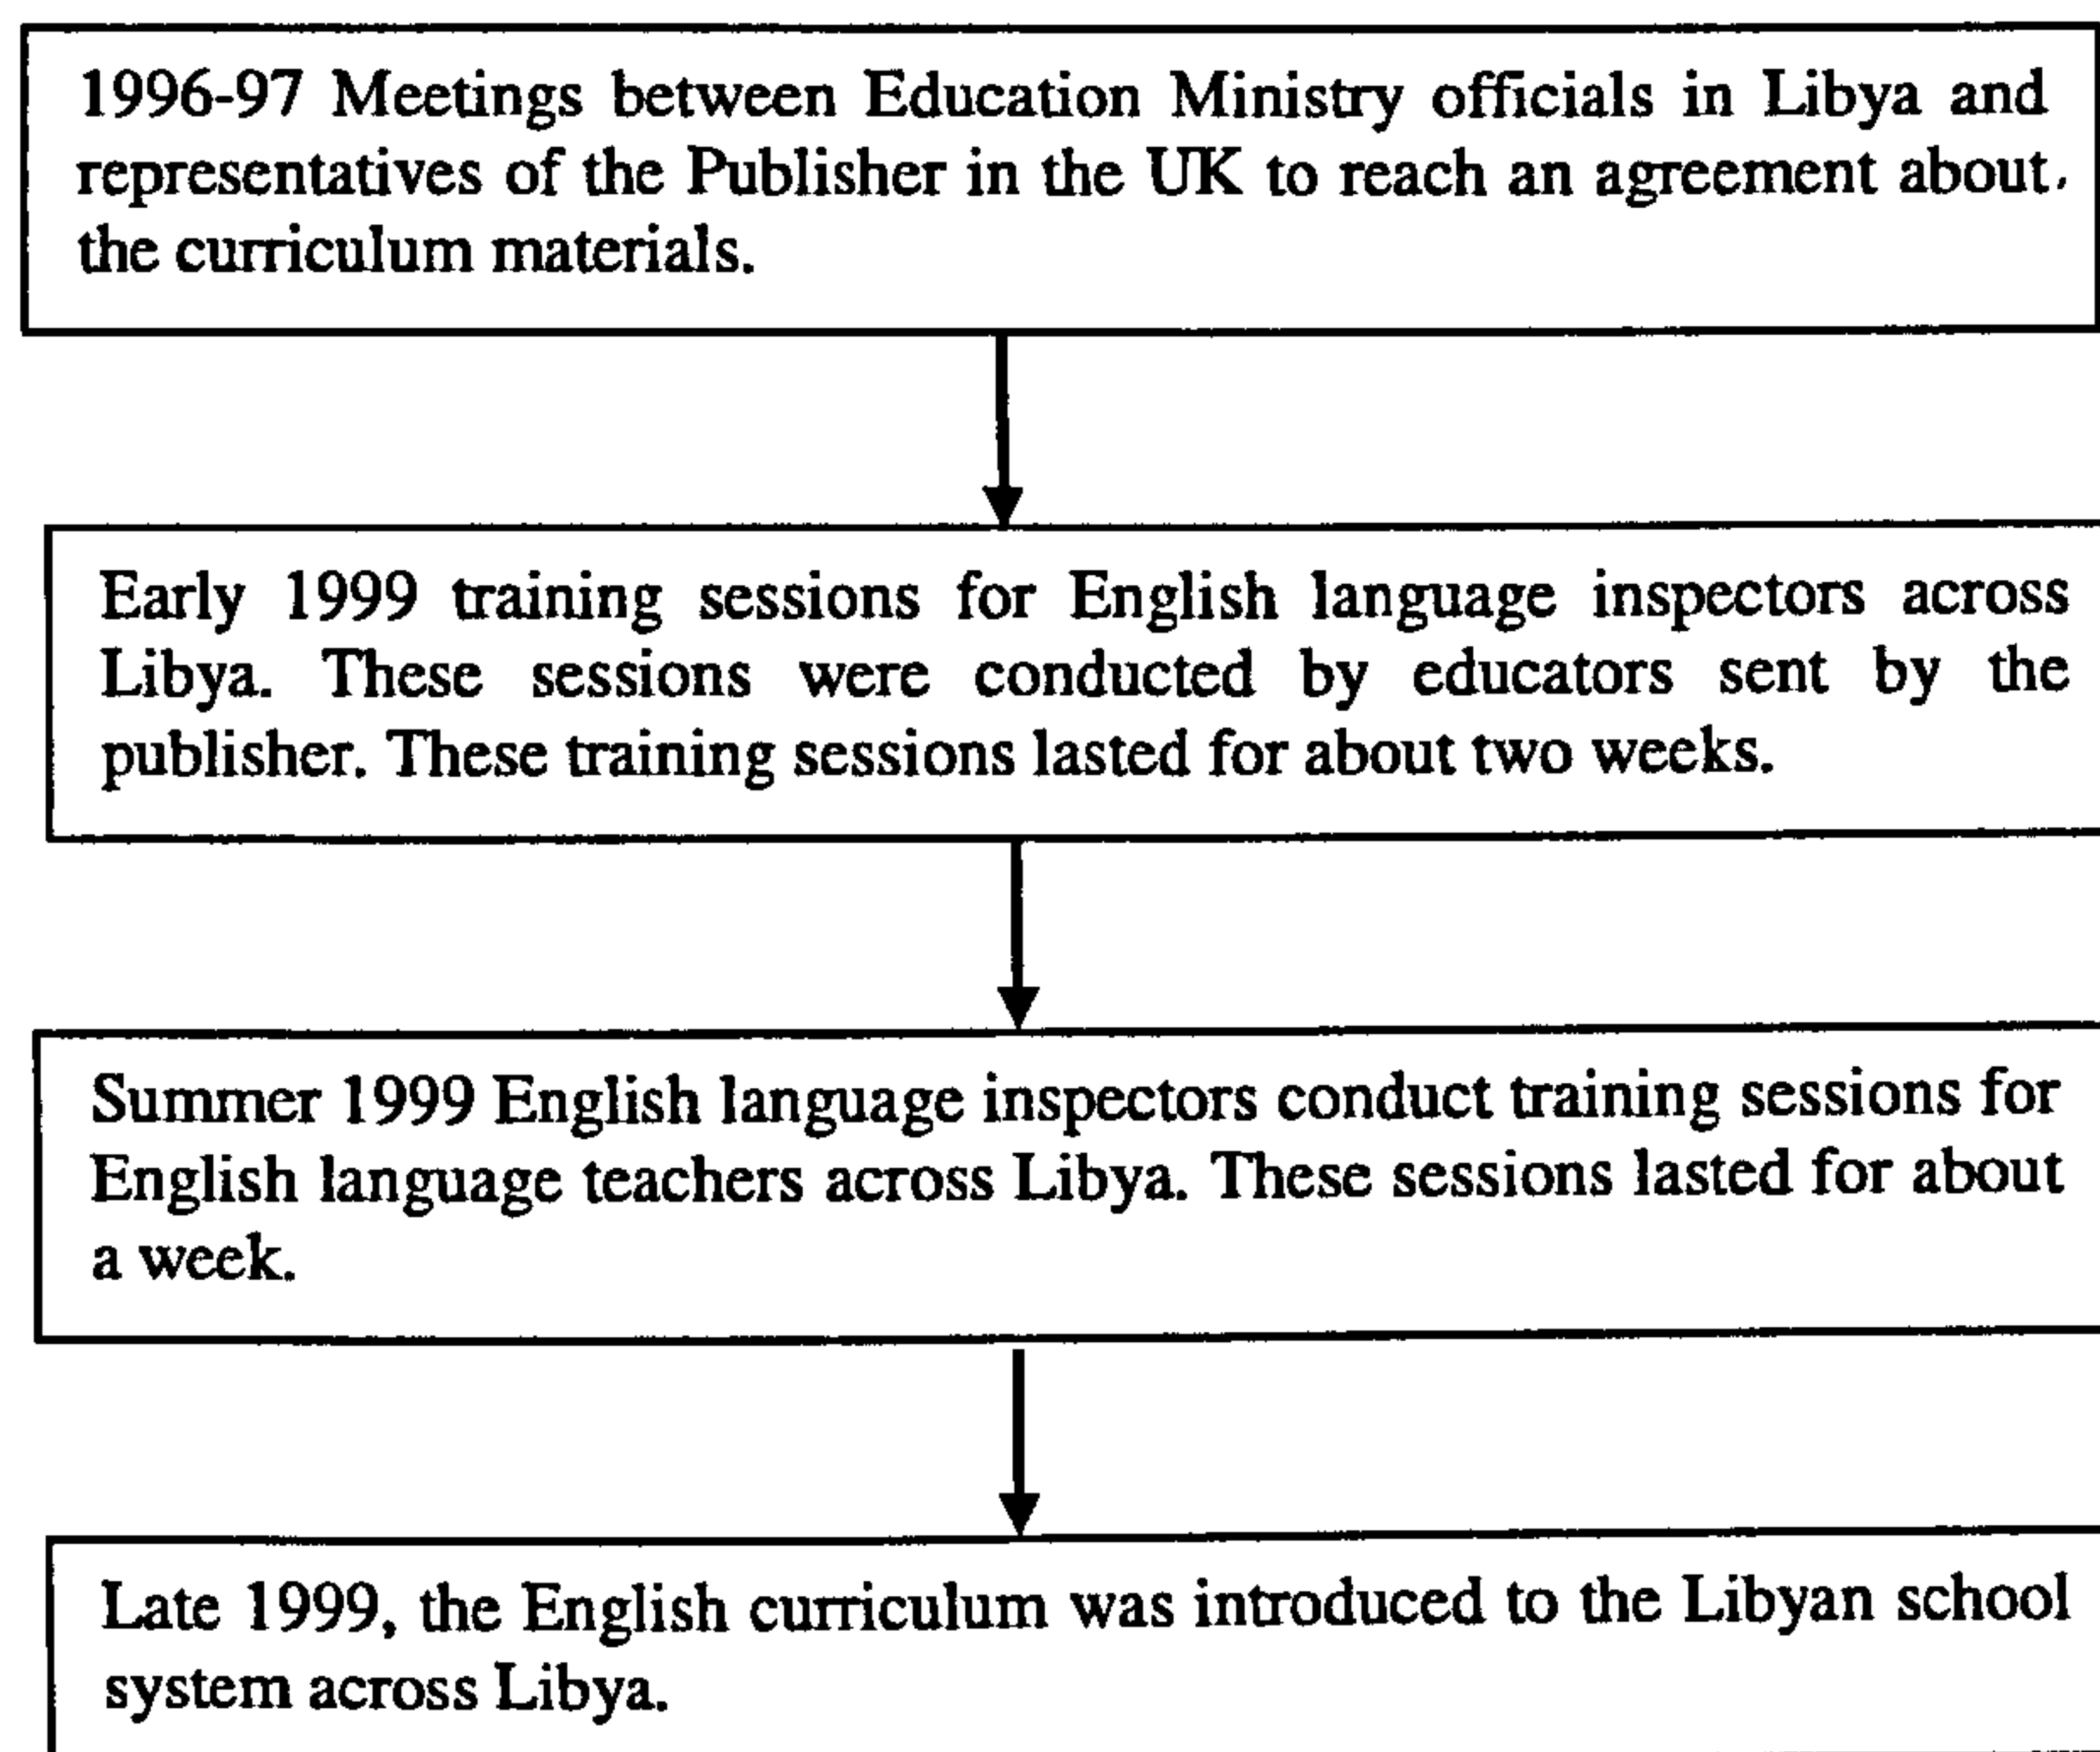 1996-97 Meetings between Education Ministry officials in Libya and
representatives of the Publisher in the UK to reach an agreement about
the curriculum materials.
Early 1999 training sessions for English language inspectors across
Libya. These sessions were conducted by educators sent by the
publisher. These training sessions lasted for about two weeks.
Summer 1999 English language inspectors conduct training sessions for
English language teachers across Libya. These sessions lasted for about
a week.
Late 1999, the English curriculum was introduced to the Libyan school
system across Libya.